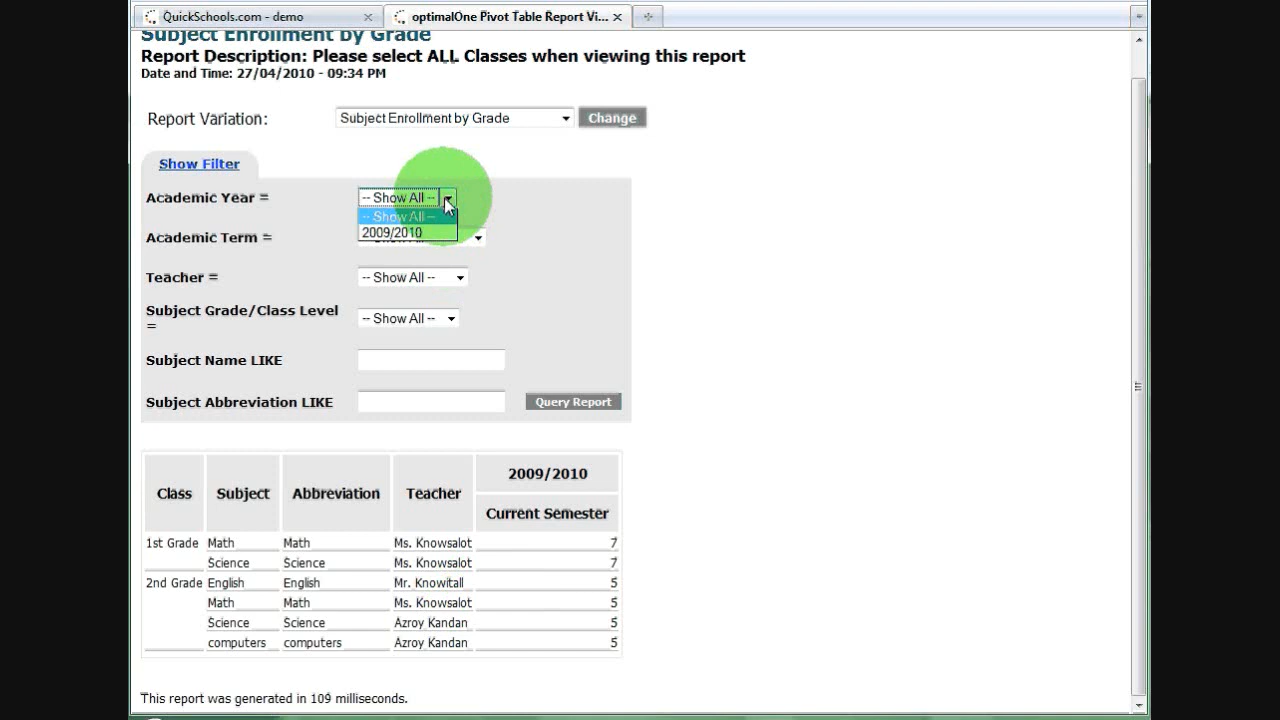 QuickSchools.com - demo
optimalOne Pivot Table Report Vi...
Subject Enrollment by Grade
Report Description: Please select ALL Classes when viewing this report
Date and Time: 27/04/2010 - 09:34 PM
Report Variation: Subject Enrollment by Grade Change
Show Filter
Academic Year = -- Show All --
-- Show All --
2009/2010
Academic Term =
Teacher = -- Show All --
Subject Grade/Class Level = -- Show All --
Subject Name LIKE
Subject Abbreviation LIKE Query Report
Class Subject Abbreviation Teacher 2009/2010
Current Semester
1st Grade Math Math Ms. Knowsalot 7
Science Science Ms. Knowsalot 7
2nd Grade English English Mr. Knowitall 5
Math Math Ms. Knowsalot 5
Science Science Azroy Kandan 5
computers computers Azroy Kandan 5
This report was generated in 109 milliseconds.